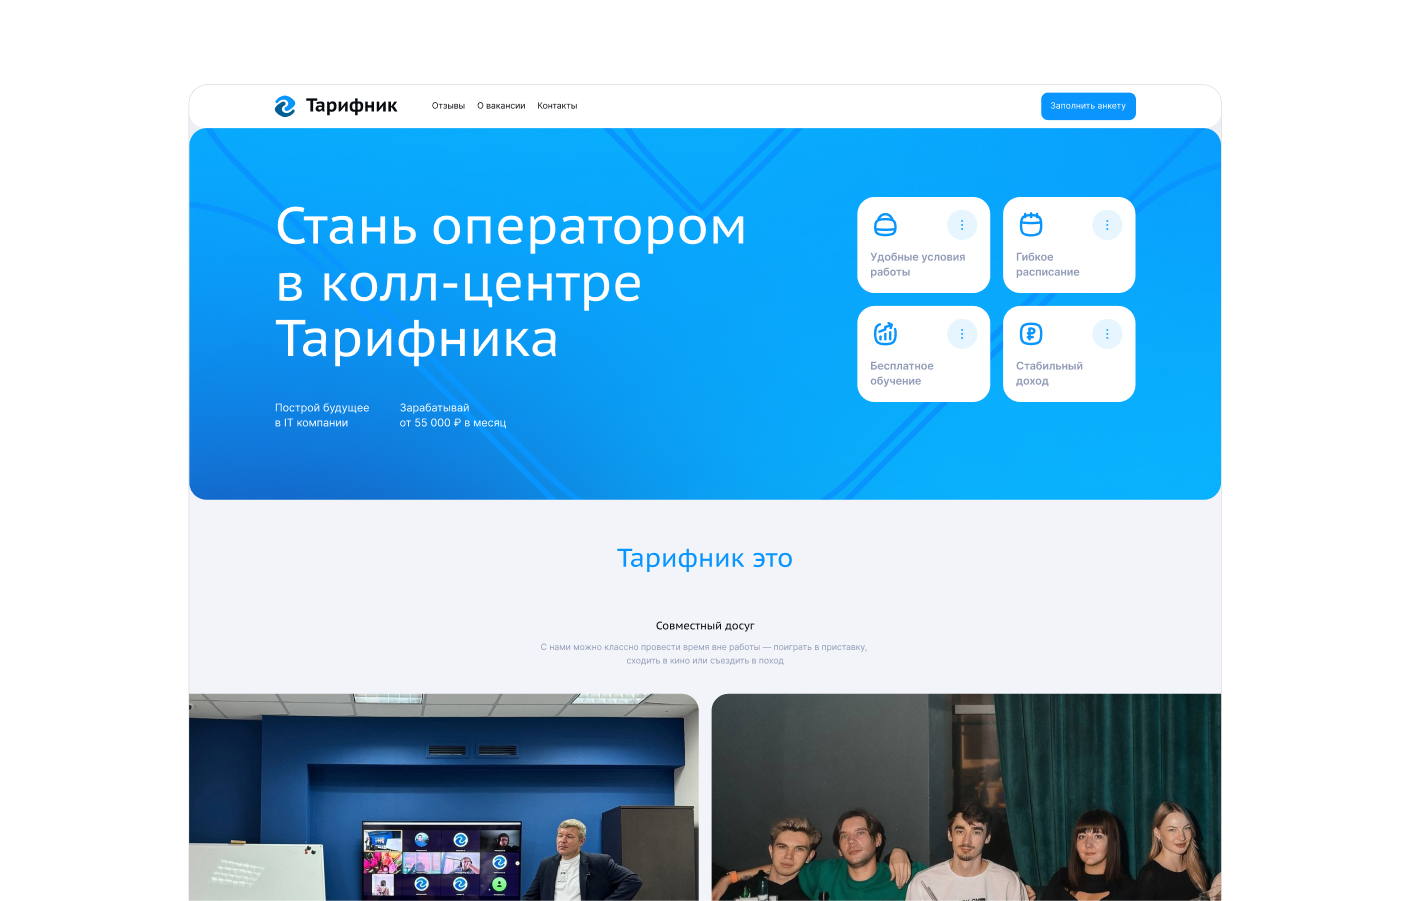 Тарифник
Отзывы
О вакансии
Контакты
Заполнить анкету
Стань оператором
в колл-центре
Тарифника
Построй будущее
в IT компании
Зарабатывай
от 55 000 ₽ в месяц
Удобные условия
работы
Гибкое
расписание
Бесплатное
обучение
Стабильный
доход
Тарифник это
Совместный досуг
С нами можно классно провести время вне работы — поиграть в приставку,
сходить в кино или съездить в поход